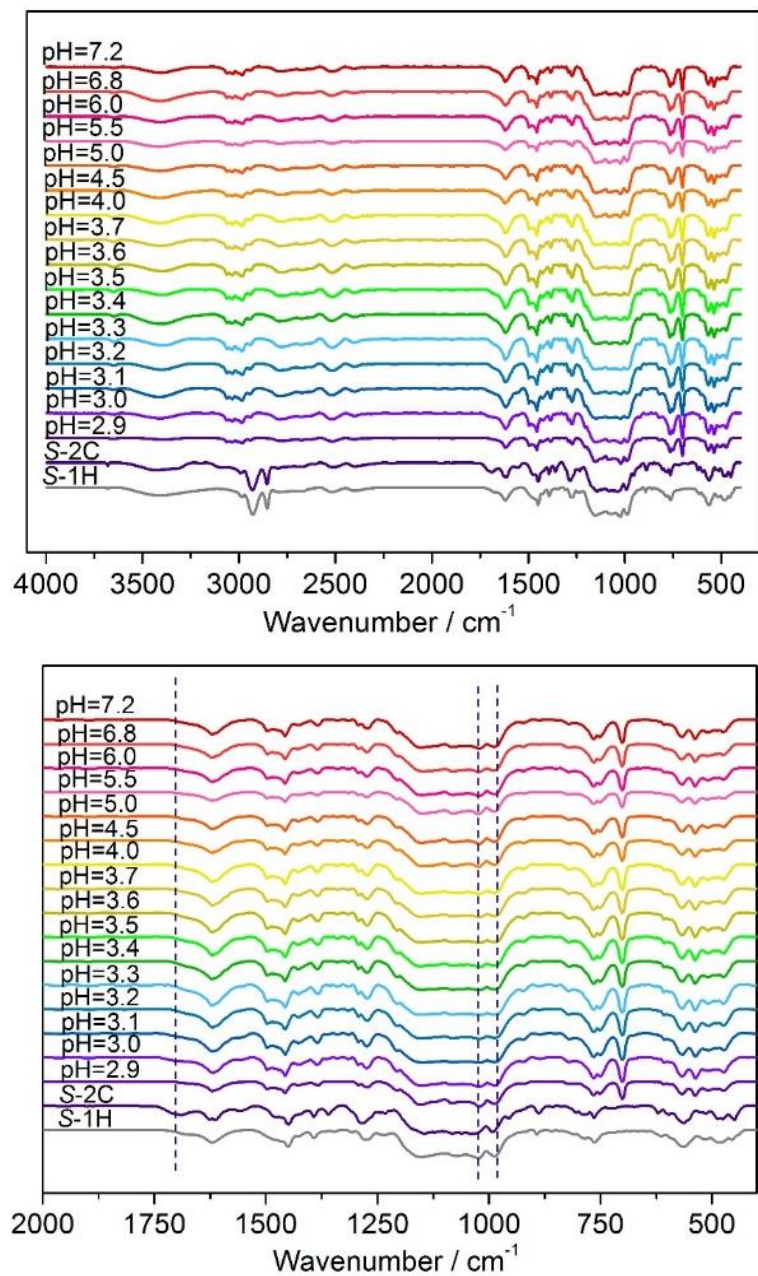 pH=7.2
pH=6.8
pH=6.0
pH=5.5
pH=5.0
pH=4.5
pH=4.0
pH=3.7
pH=3.6
pH=3.5
pH=3.4
pH=3.3
pH=3.2
pH=3.1
pH=3.0
pH=2.9
S-2C
S-1H
4000 3500 3000 2500 2000 1500 1000 500
Wavenumber / cm⁻¹
pH=7.2
pH=6.8
pH=6.0
pH=5.5
pH=5.0
pH=4.5
pH=4.0
pH=3.7
pH=3.6
pH=3.5
pH=3.4
pH=3.3
pH=3.2
pH=3.1
pH=3.0
pH=2.9
S-2C
S-1H
2000 1750 1500 1250 1000 750 500
Wavenumber / cm⁻¹